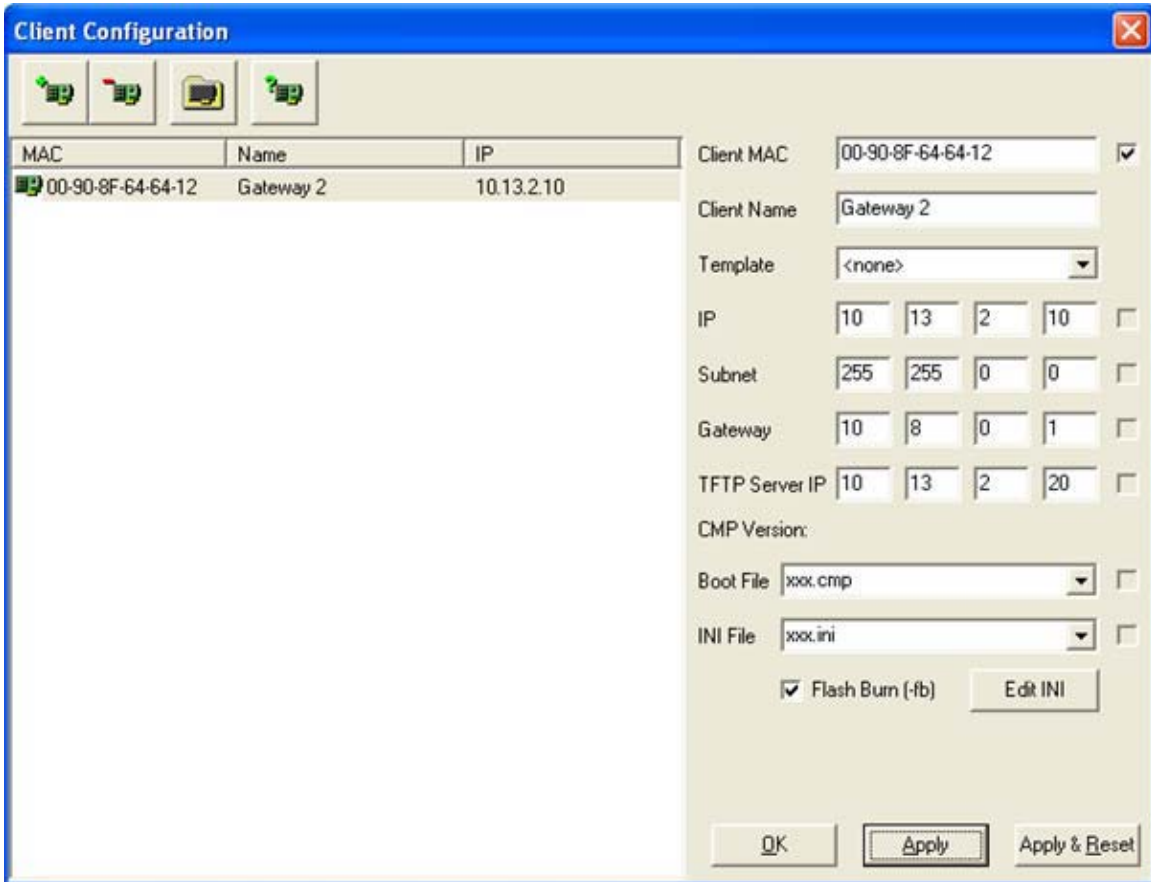 Client Configuration
MAC Name IP
00-90-8F-64-64-12 Gateway 2 10.13.2.10
Client MAC 00-90-8F-64-64-12
Client Name Gateway 2
Template <none>
IP 10 13 2 10
Subnet 255 255 0 0
Gateway 10 8 0 1
TFTP Server IP 10 13 2 20
CMP Version:
Boot File xxx.cmp
INI File xxx.ini
Flash Burn (-fb) Edit INI
OK Apply Apply & Reset